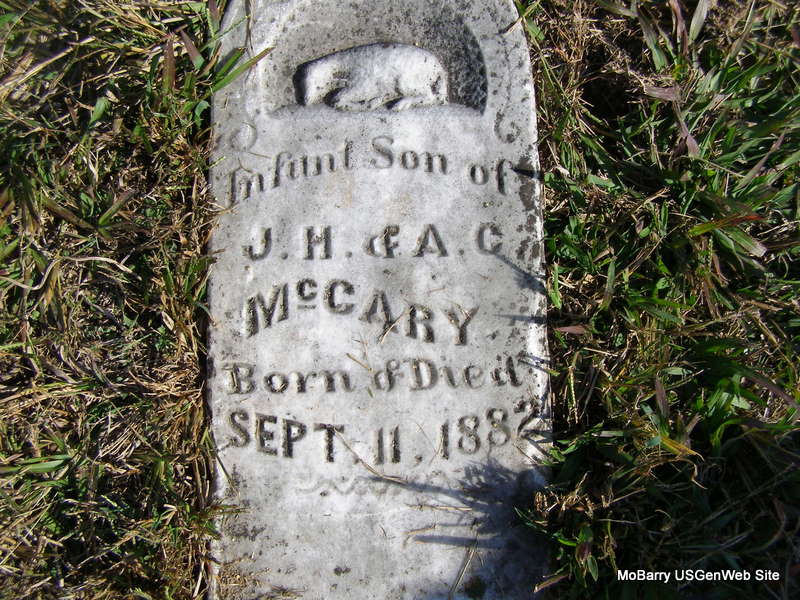 Infant Son of
J. H. & A. C
McCARY
Born & Died
SEPT. 11. 1882
MoBarry USGenWeb Site